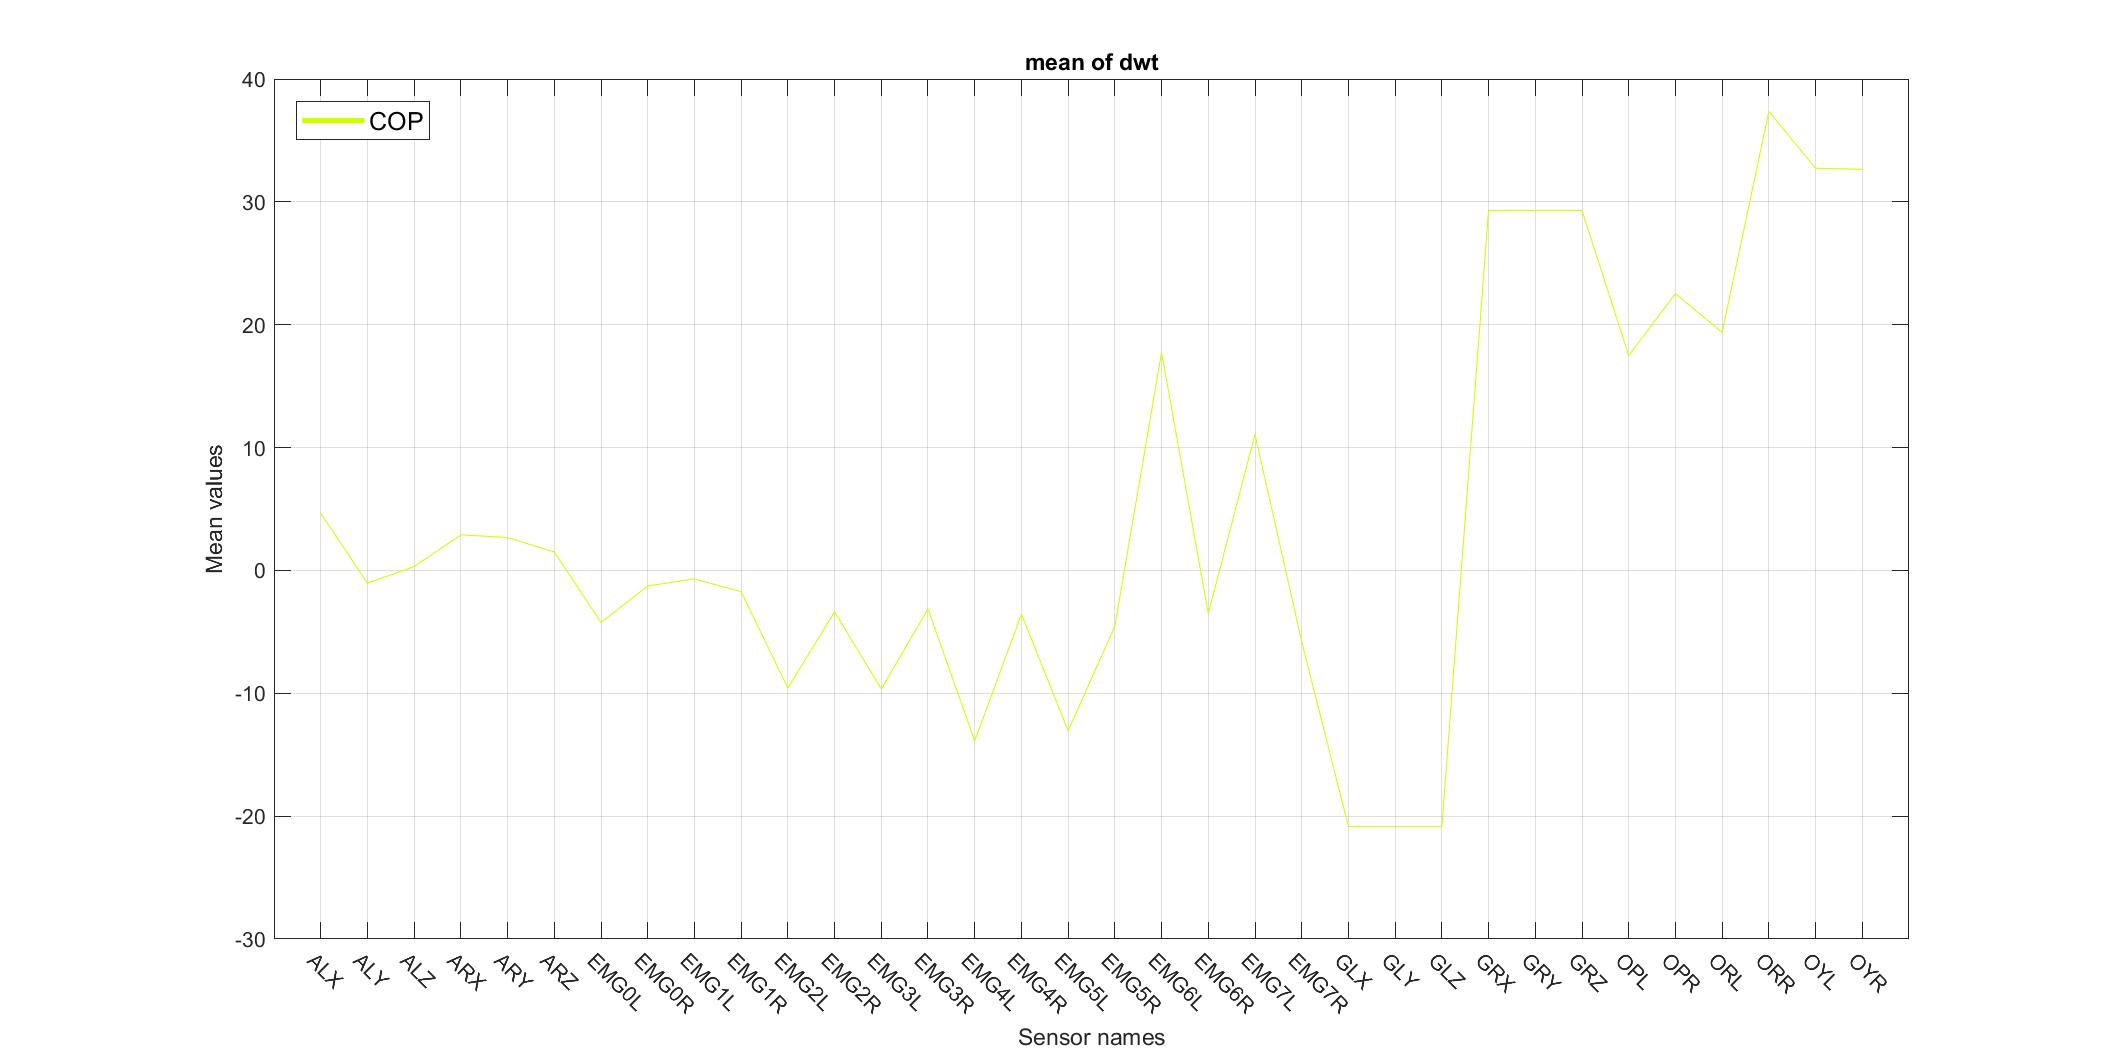 mean of dwt
COP
40
30
20
10
0
-10
-20
-30
Mean values
ALX ALY ALZ ARX ARY ARZ EMG0L EMG0R EMG1L EMG1R EMG2L EMG2R EMG3L EMG3R EMG4L EMG4R EMG5L EMG5R EMG6L EMG6R EMG7L EMG7R GLX GLY GLZ GRX GRY GRZ OPL OPR ORL ORR OYL OYR
Sensor names